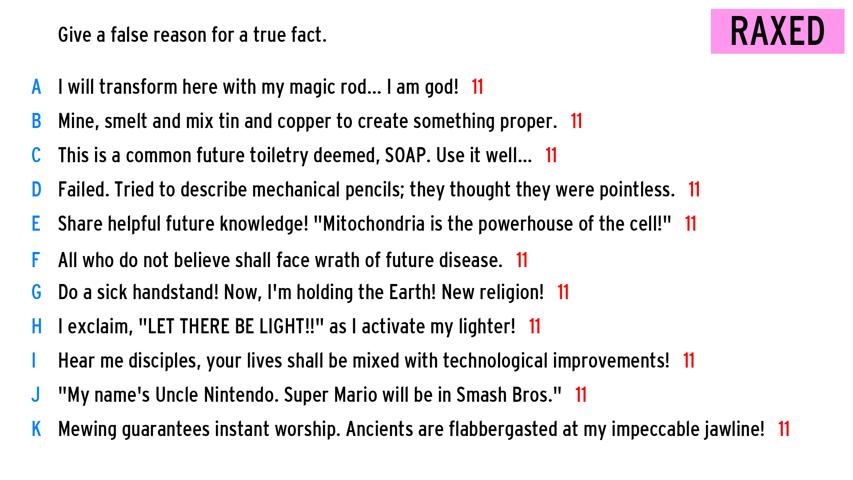 Give a false reason for a true fact.
RAXED
A I will transform here with my magic rod... I am god! 11
B Mine, smelt and mix tin and copper to create something proper. 11
C This is a common future toiletry deemed, SOAP. Use it well... 11
D Failed. Tried to describe mechanical pencils; they thought they were pointless. 11
E Share helpful future knowledge! "Mitochondria is the powerhouse of the cell!" 11
F All who do not believe shall face wrath of future disease. 11
G Do a sick handstand! Now, I'm holding the Earth! New religion! 11
H I exclaim, "LET THERE BE LIGHT!!" as I activate my lighter! 11
I Hear me disciples, your lives shall be mixed with technological improvements! 11
J "My name's Uncle Nintendo. Super Mario will be in Smash Bros." 11
K Mewing guarantees instant worship. Ancients are flabbergasted at my impeccable jawline! 11